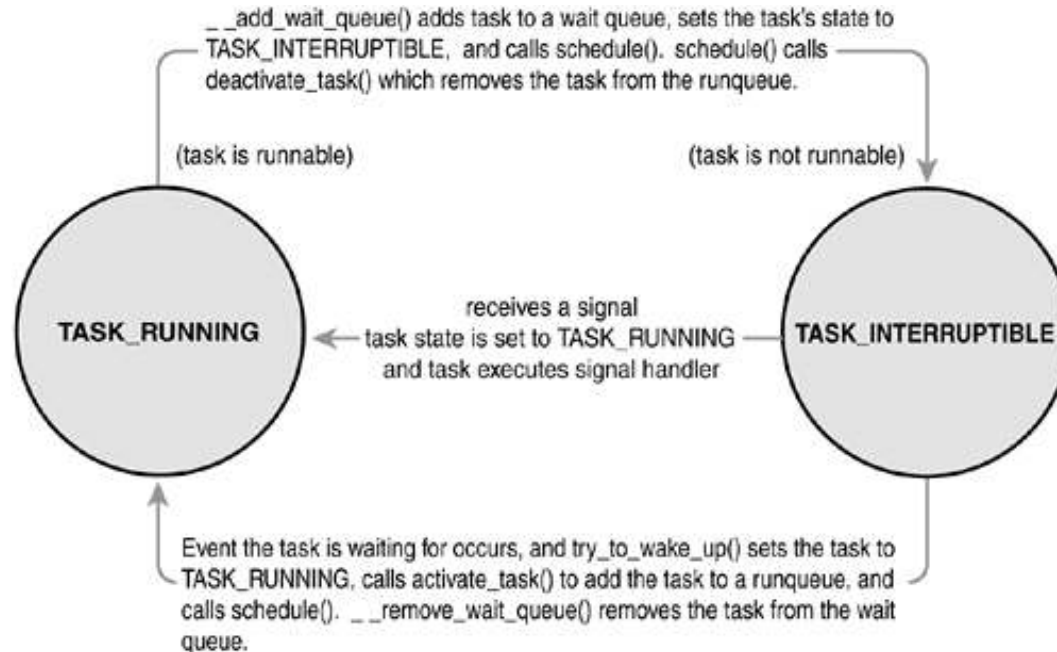 _ _add_wait_queue() adds task to a wait queue, sets the task's state to
TASK_INTERRUPTIBLE, and calls schedule(). schedule() calls
deactivate_task() which removes the task from the runqueue.
(task is runnable)
(task is not runnable)
TASK_RUNNING
receives a signal
task state is set to TASK_RUNNING
and task executes signal handler
TASK_INTERRUPTIBLE
Event the task is waiting for occurs, and try_to_wake_up() sets the task to
TASK_RUNNING, calls activate_task() to add the task to a runqueue, and
calls schedule(). _ _remove_wait_queue() removes the task from the wait
queue.